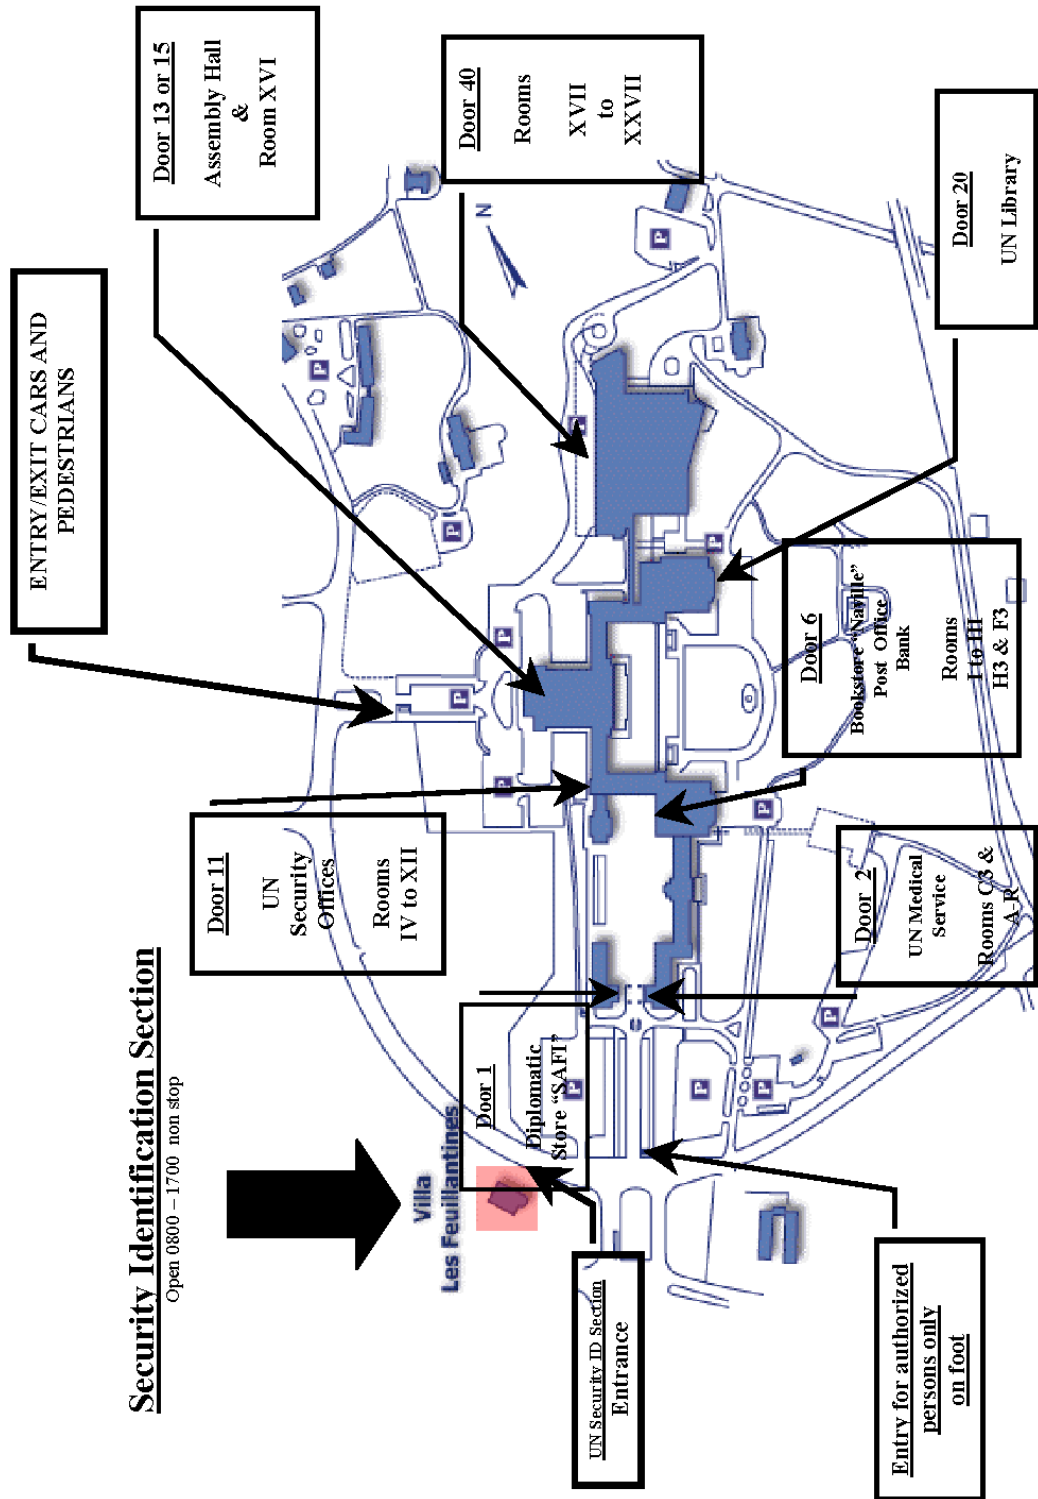 Security Identification Section
Open 0800 – 1700 non stop
Villa
Les Feuillantines
UN Security ID Section
Entrance
Entry for authorized
persons only
on foot
Door 1
Diplomatic
Store “SAFI”
Door 11
UN
Security
Offices
Rooms
IV to XII
Door 2
UN Medical
Service
Rooms C3 &
A-R
ENTRY/EXIT CARS AND
PEDESTRIANS
Door 6
Bookstore “Naville”
Post Office
Bank
Rooms
I to III
H3 & F3
Door 13 or 15
Assembly Hall
&
Room XVI
Door 40
Rooms
XVII
to
XXVII
Door 20
UN Library
N
P
P
P
P
P
P
P
P
P
P
P
P
P